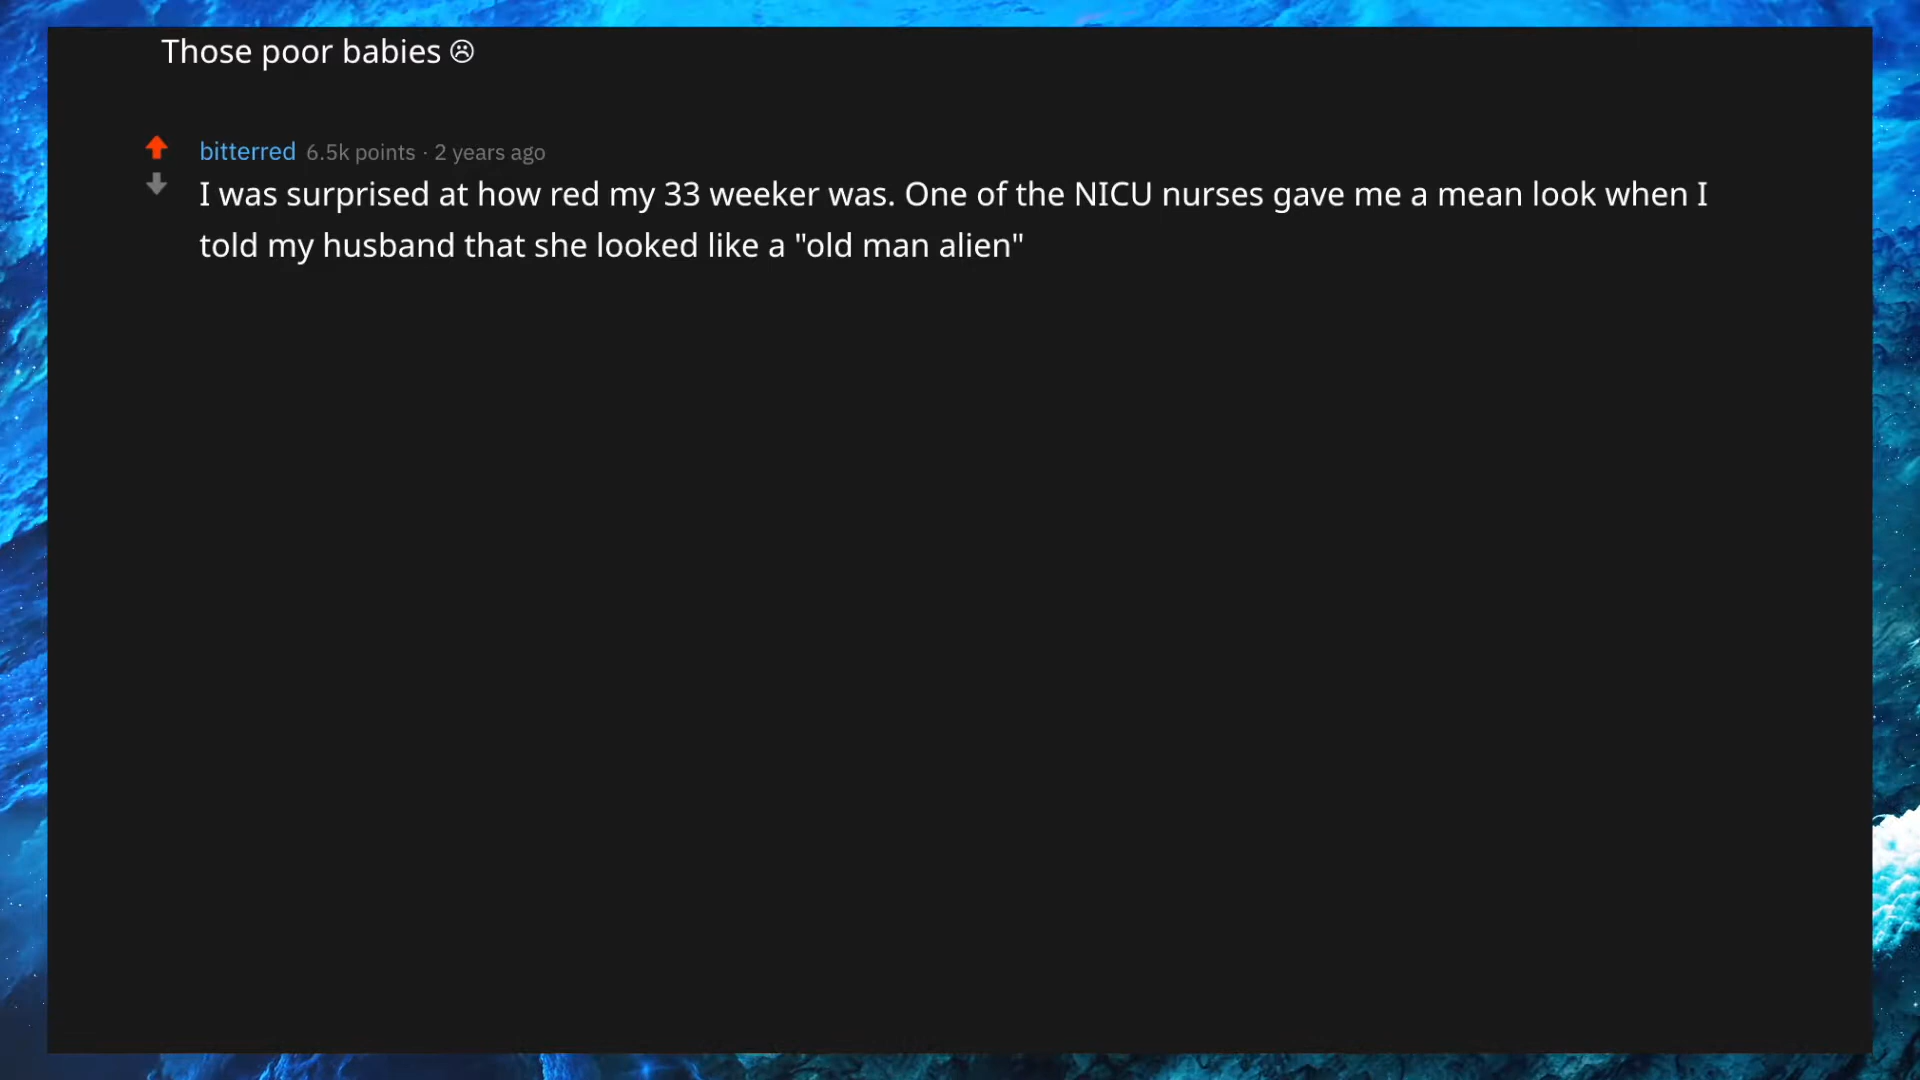 Those poor babies ☹
bitterred 6.5k points · 2 years ago
I was surprised at how red my 33 weeker was. One of the NICU nurses gave me a mean look when I
told my husband that she looked like a "old man alien"